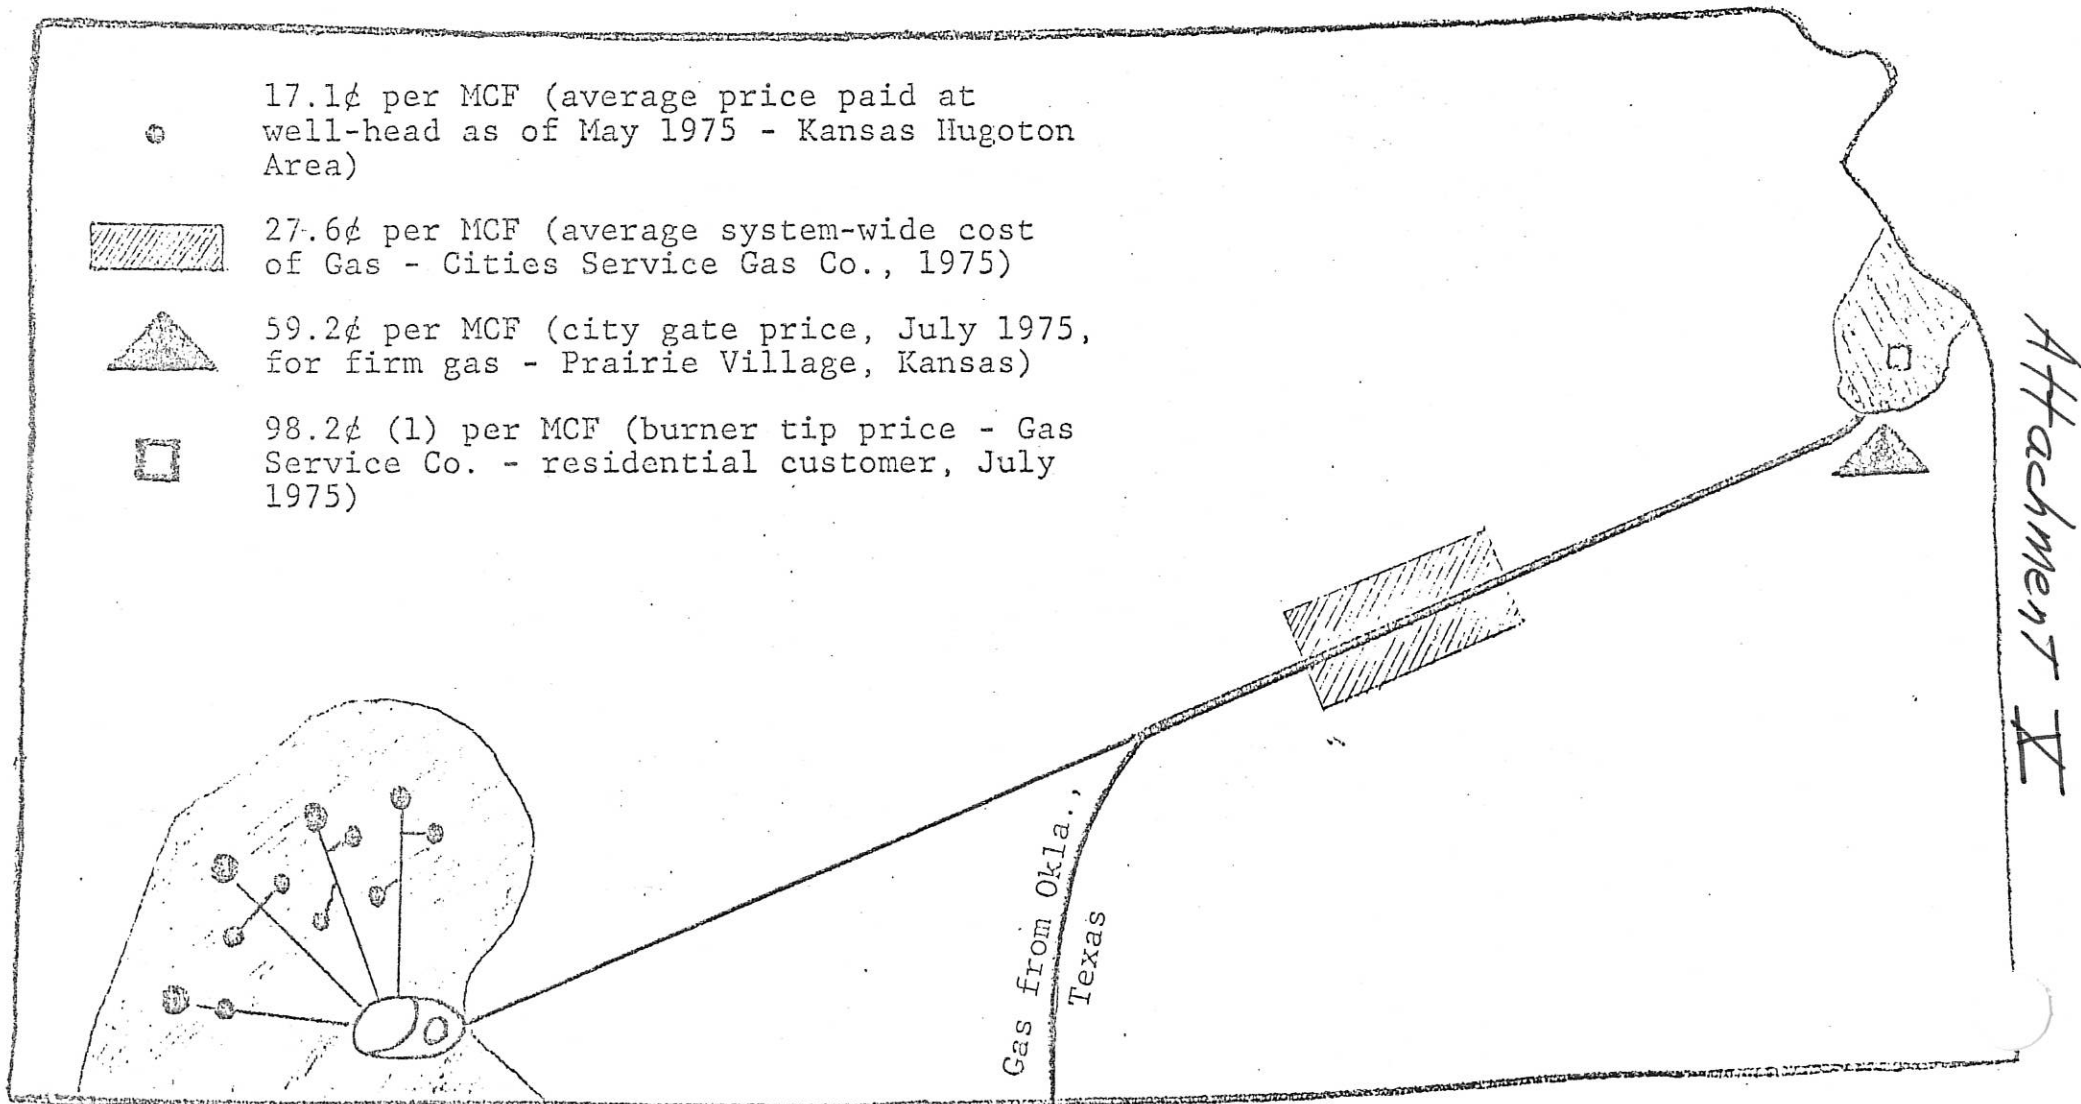 17.1¢ per MCF (average price paid at
well-head as of May 1975 - Kansas Hugoton
Area)
27.6¢ per MCF (average system-wide cost
of Gas - Cities Service Gas Co., 1975)
59.2¢ per MCF (city gate price, July 1975,
for firm gas - Prairie Village, Kansas)
98.2¢ (1) per MCF (burner tip price - Gas
Service Co. - residential customer, July
1975)
Gas from Okla.,
Texas
Attachment V